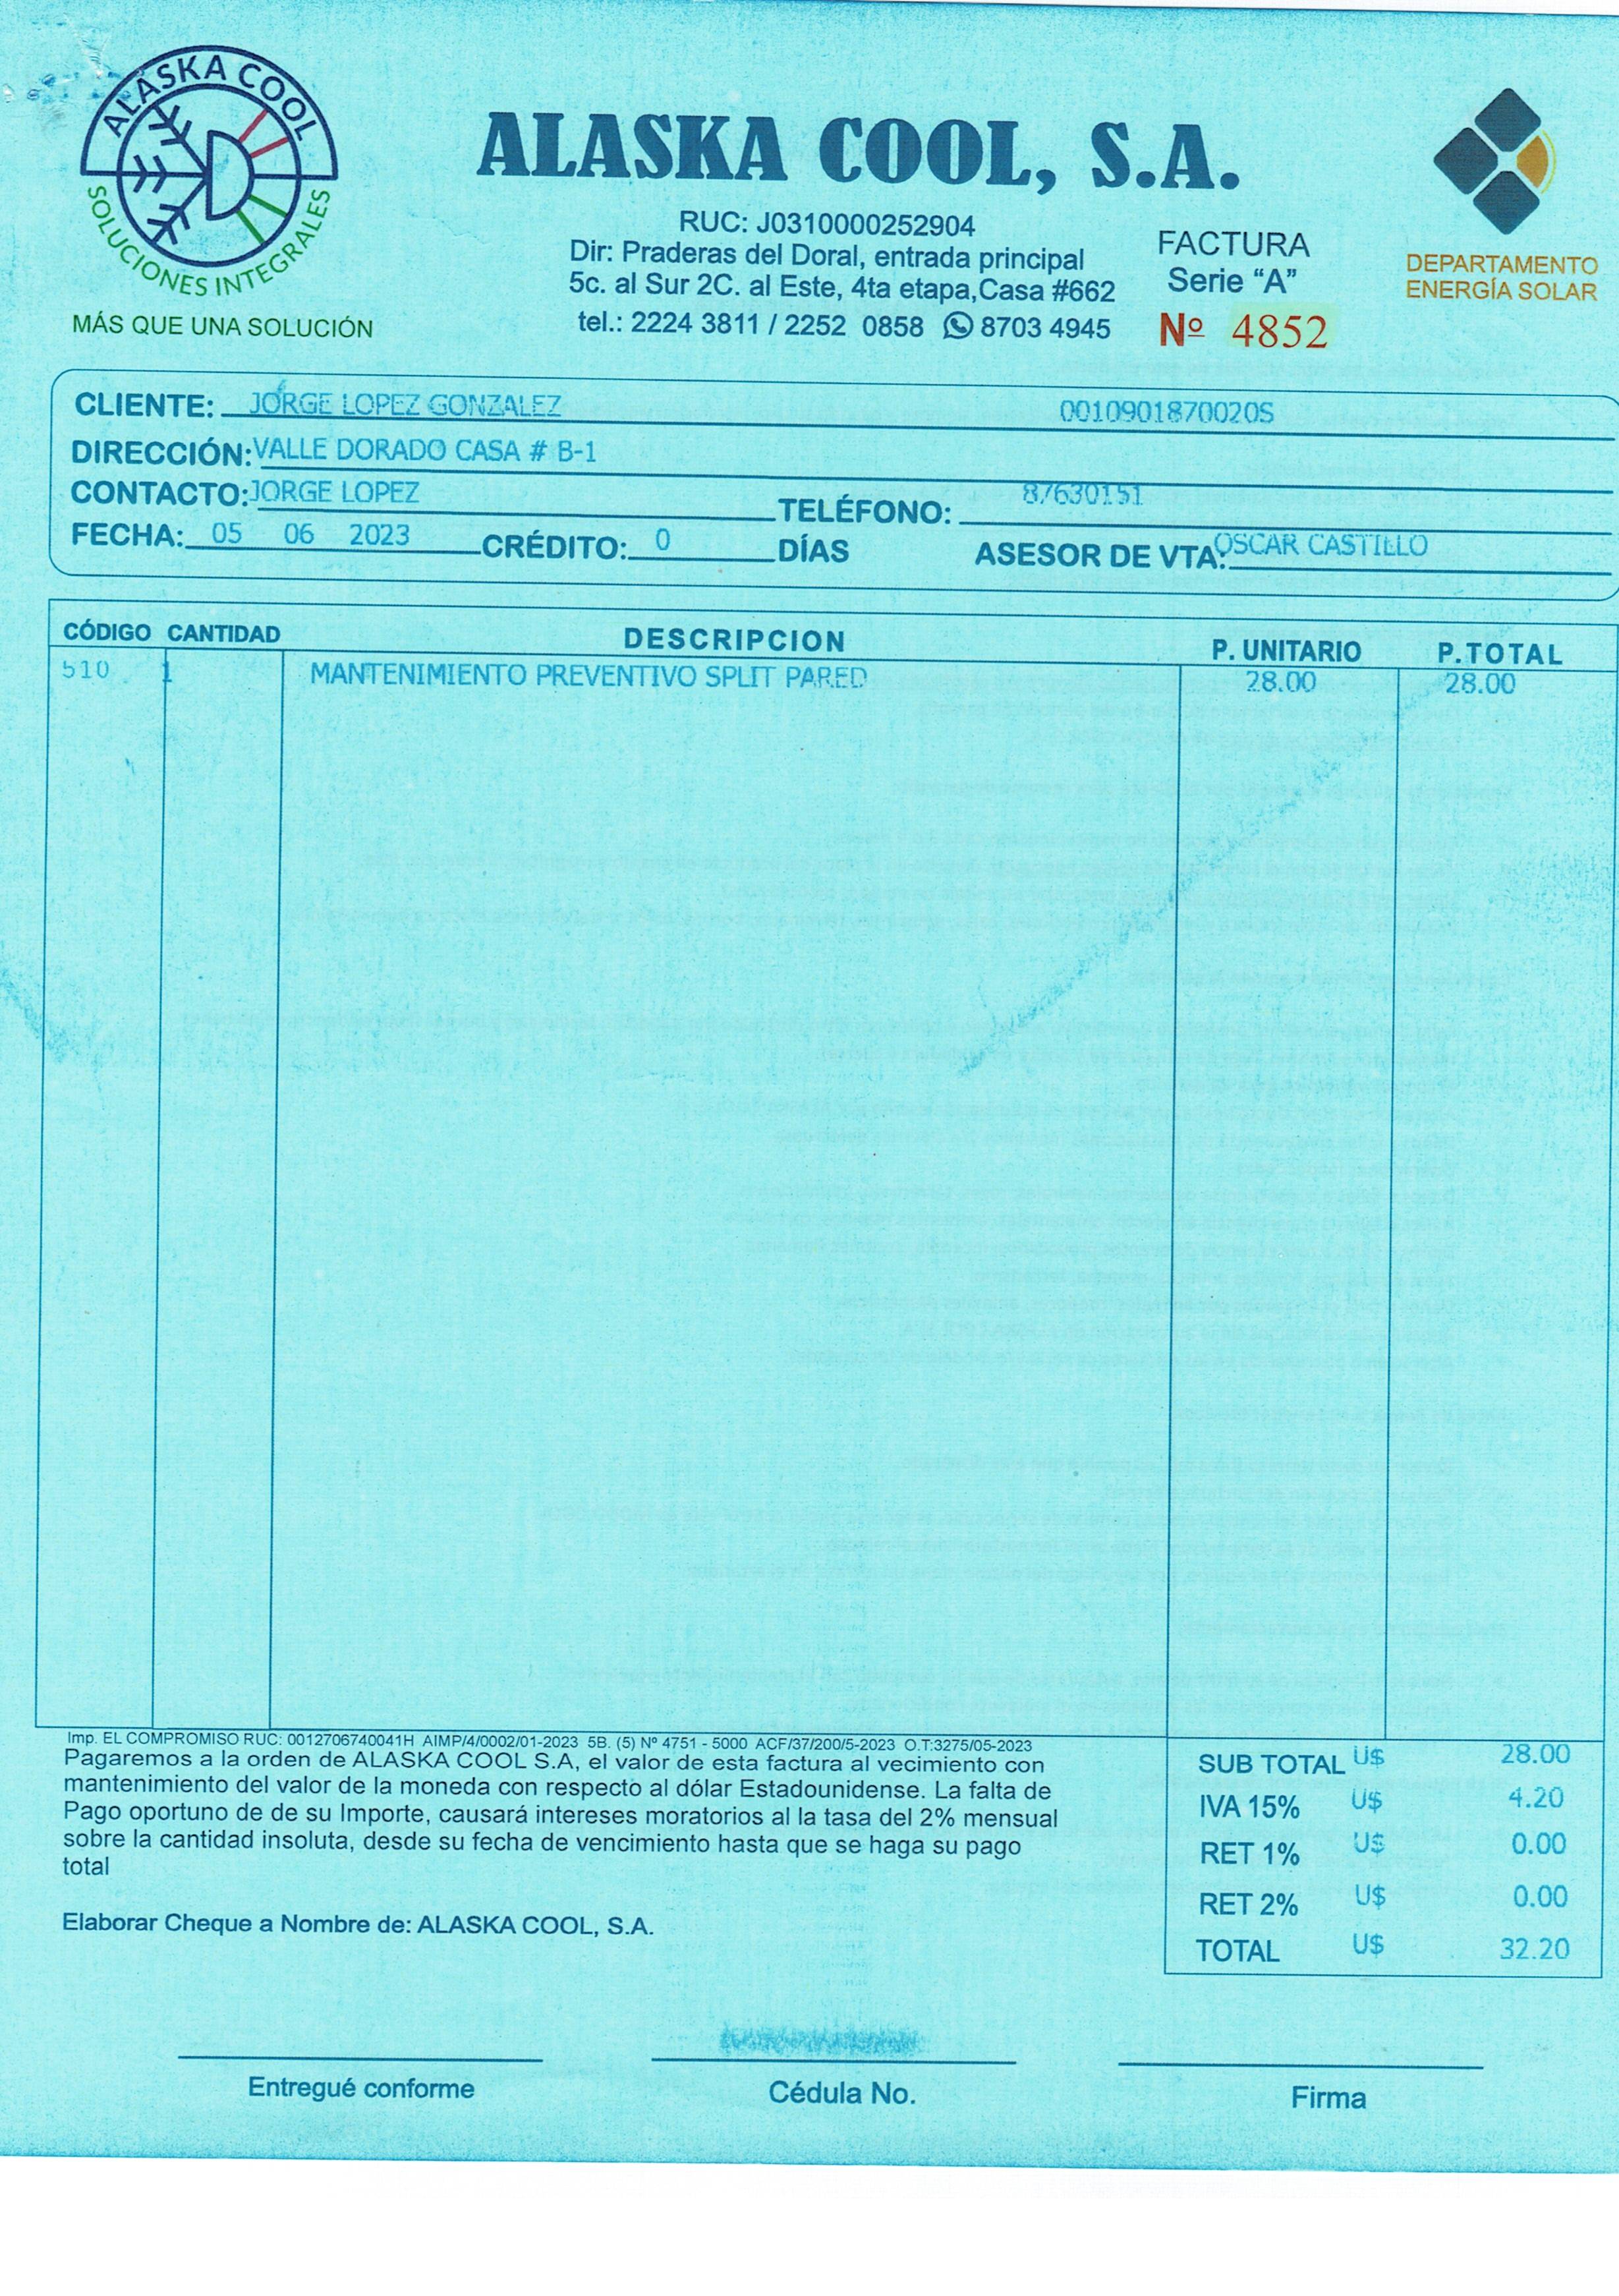 ALASKA COOL
SOLUCIONES INTEGRALES
MÁS QUE UNA SOLUCIÓN
ALASKA COOL, S.A.
RUC: J0310000252904
Dir: Praderas del Doral, entrada principal
5c. al Sur 2C. al Este, 4ta etapa,Casa #662
tel.: 2224 3811 / 2252 0858 8703 4945
FACTURA
Serie “A”
Nº 4852
DEPARTAMENTO
ENERGÍA SOLAR
CLIENTE: JORGE LOPEZ GONZALEZ 0010901870020S
DIRECCIÓN: VALLE DORADO CASA # B-1
CONTACTO: JORGE LOPEZ TELÉFONO: 87630151
FECHA: 05 06 2023 CRÉDITO: 0 DÍAS ASESOR DE VTA: OSCAR CASTILLO
CÓDIGO CANTIDAD DESCRIPCION P. UNITARIO P.TOTAL
510 1 MANTENIMIENTO PREVENTIVO SPLIT PARED 28.00 28.00
Imp. EL COMPROMISO RUC: 0012706740041H AIMP/4/0002/01-2023 5B. (5) Nº 4751 - 5000 ACF/37/200/5-2023 O.T:3275/05-2023
Pagaremos a la orden de ALASKA COOL S.A, el valor de esta factura al vecimiento con
mantenimiento del valor de la moneda con respecto al dólar Estadounidense. La falta de
Pago oportuno de de su Importe, causará intereses moratorios al la tasa del 2% mensual
sobre la cantidad insoluta, desde su fecha de vencimiento hasta que se haga su pago
total
Elaborar Cheque a Nombre de: ALASKA COOL, S.A.
SUB TOTAL U$ 28.00
IVA 15% U$ 4.20
RET 1% U$ 0.00
RET 2% U$ 0.00
TOTAL U$ 32.20
Entregué conforme
Cédula No.
Firma